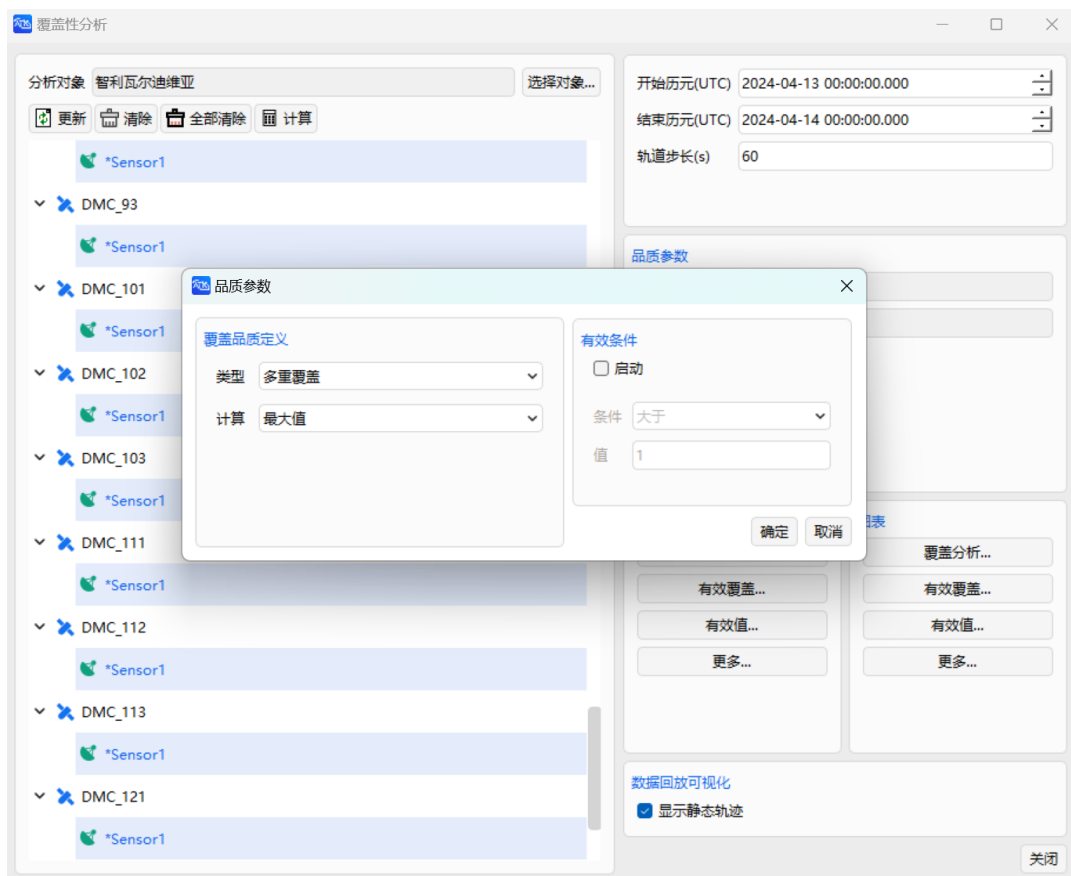 覆盖性分析
分析对象 智利瓦尔迪维亚 选择对象...
更新 清除 全部清除 计算
*Sensor1
DMC_93
*Sensor1
DMC_101
*Sensor1
DMC_102
*Sensor1
DMC_103
*Sensor1
DMC_111
*Sensor1
DMC_112
*Sensor1
DMC_113
*Sensor1
DMC_121
*Sensor1
开始历元(UTC) 2024-04-13 00:00:00.000
结束历元(UTC) 2024-04-14 00:00:00.000
轨道步长(s) 60
品质参数
品质参数
覆盖品质定义
类型 多重覆盖
计算 最大值
有效条件
启动
条件 大于
值 1
确定 取消
表
覆盖分析...
有效覆盖... 有效覆盖...
有效值... 有效值...
更多... 更多...
数据回放可视化
显示静态轨迹
关闭